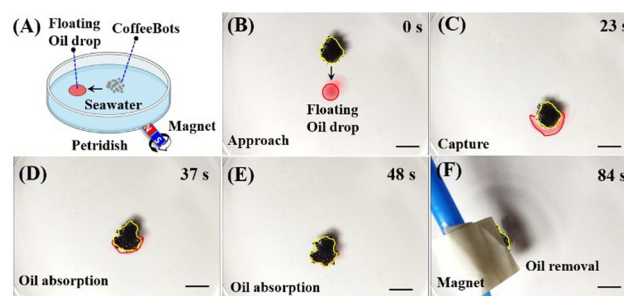 (A)
Floating
Oil drop
CoffeeBots
Seawater
Magnet
Petridish
(B)
0 s
Floating
Oil drop
Approach
(C)
23 s
Capture
(D)
37 s
Oil absorption
(E)
48 s
Oil absorption
(F)
84 s
Oil removal
Magnet